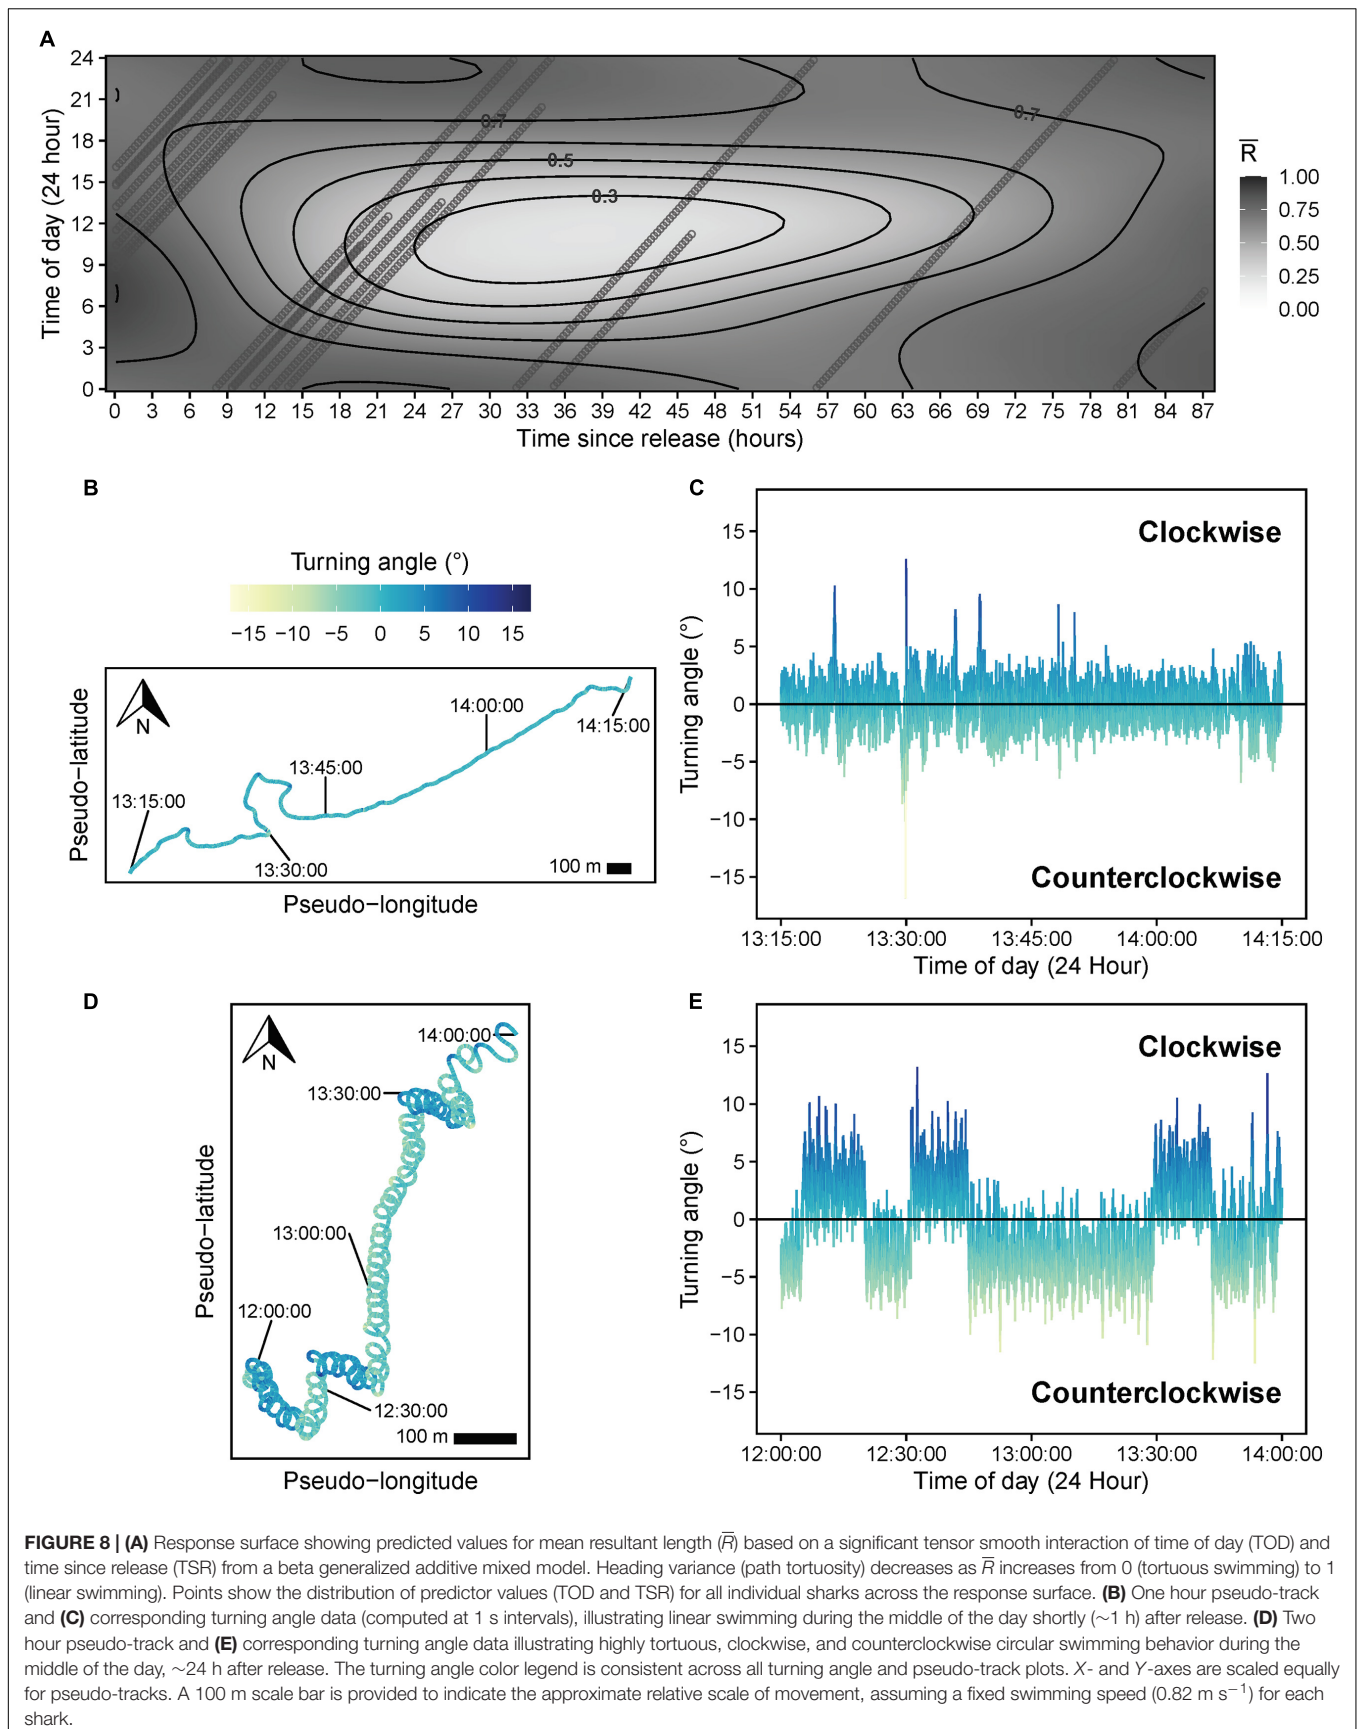 A
Time of day (24 hour)
24
21
18
15
12
9
6
3
0
0.7
0.5
0.3
0.7
0 3 6 9 12 15 18 21 24 27 30 33 36 39 42 45 48 51 54 57 60 63 66 69 72 75 78 81 84 87
Time since release (hours)
R̅
1.00
0.75
0.50
0.25
0.00
B
Turning angle (°)
−15 −10 −5 0 5 10 15
Pseudo−latitude
N
13:15:00
13:30:00
13:45:00
14:00:00
14:15:00
100 m
Pseudo−longitude
C
Turning angle (°)
15
10
5
0
−5
−10
−15
Clockwise
Counterclockwise
13:15:00 13:30:00 13:45:00 14:00:00 14:15:00
Time of day (24 Hour)
D
Pseudo−latitude
N
14:00:00
13:30:00
13:00:00
12:00:00
12:30:00
100 m
Pseudo−longitude
E
Turning angle (°)
15
10
5
0
−5
−10
−15
Clockwise
Counterclockwise
12:00:00 12:30:00 13:00:00 13:30:00 14:00:00
Time of day (24 Hour)
FIGURE 8 | (A) Response surface showing predicted values for mean resultant length (R̅) based on a significant tensor smooth interaction of time of day (TOD) and
time since release (TSR) from a beta generalized additive mixed model. Heading variance (path tortuosity) decreases as R̅ increases from 0 (tortuous swimming) to 1
(linear swimming). Points show the distribution of predictor values (TOD and TSR) for all individual sharks across the response surface. (B) One hour pseudo-track
and (C) corresponding turning angle data (computed at 1 s intervals), illustrating linear swimming during the middle of the day shortly (∼1 h) after release. (D) Two
hour pseudo-track and (E) corresponding turning angle data illustrating highly tortuous, clockwise, and counterclockwise circular swimming behavior during the
middle of the day, ∼24 h after release. The turning angle color legend is consistent across all turning angle and pseudo-track plots. X- and Y-axes are scaled equally
for pseudo-tracks. A 100 m scale bar is provided to indicate the approximate relative scale of movement, assuming a fixed swimming speed (0.82 m s⁻¹) for each
shark.